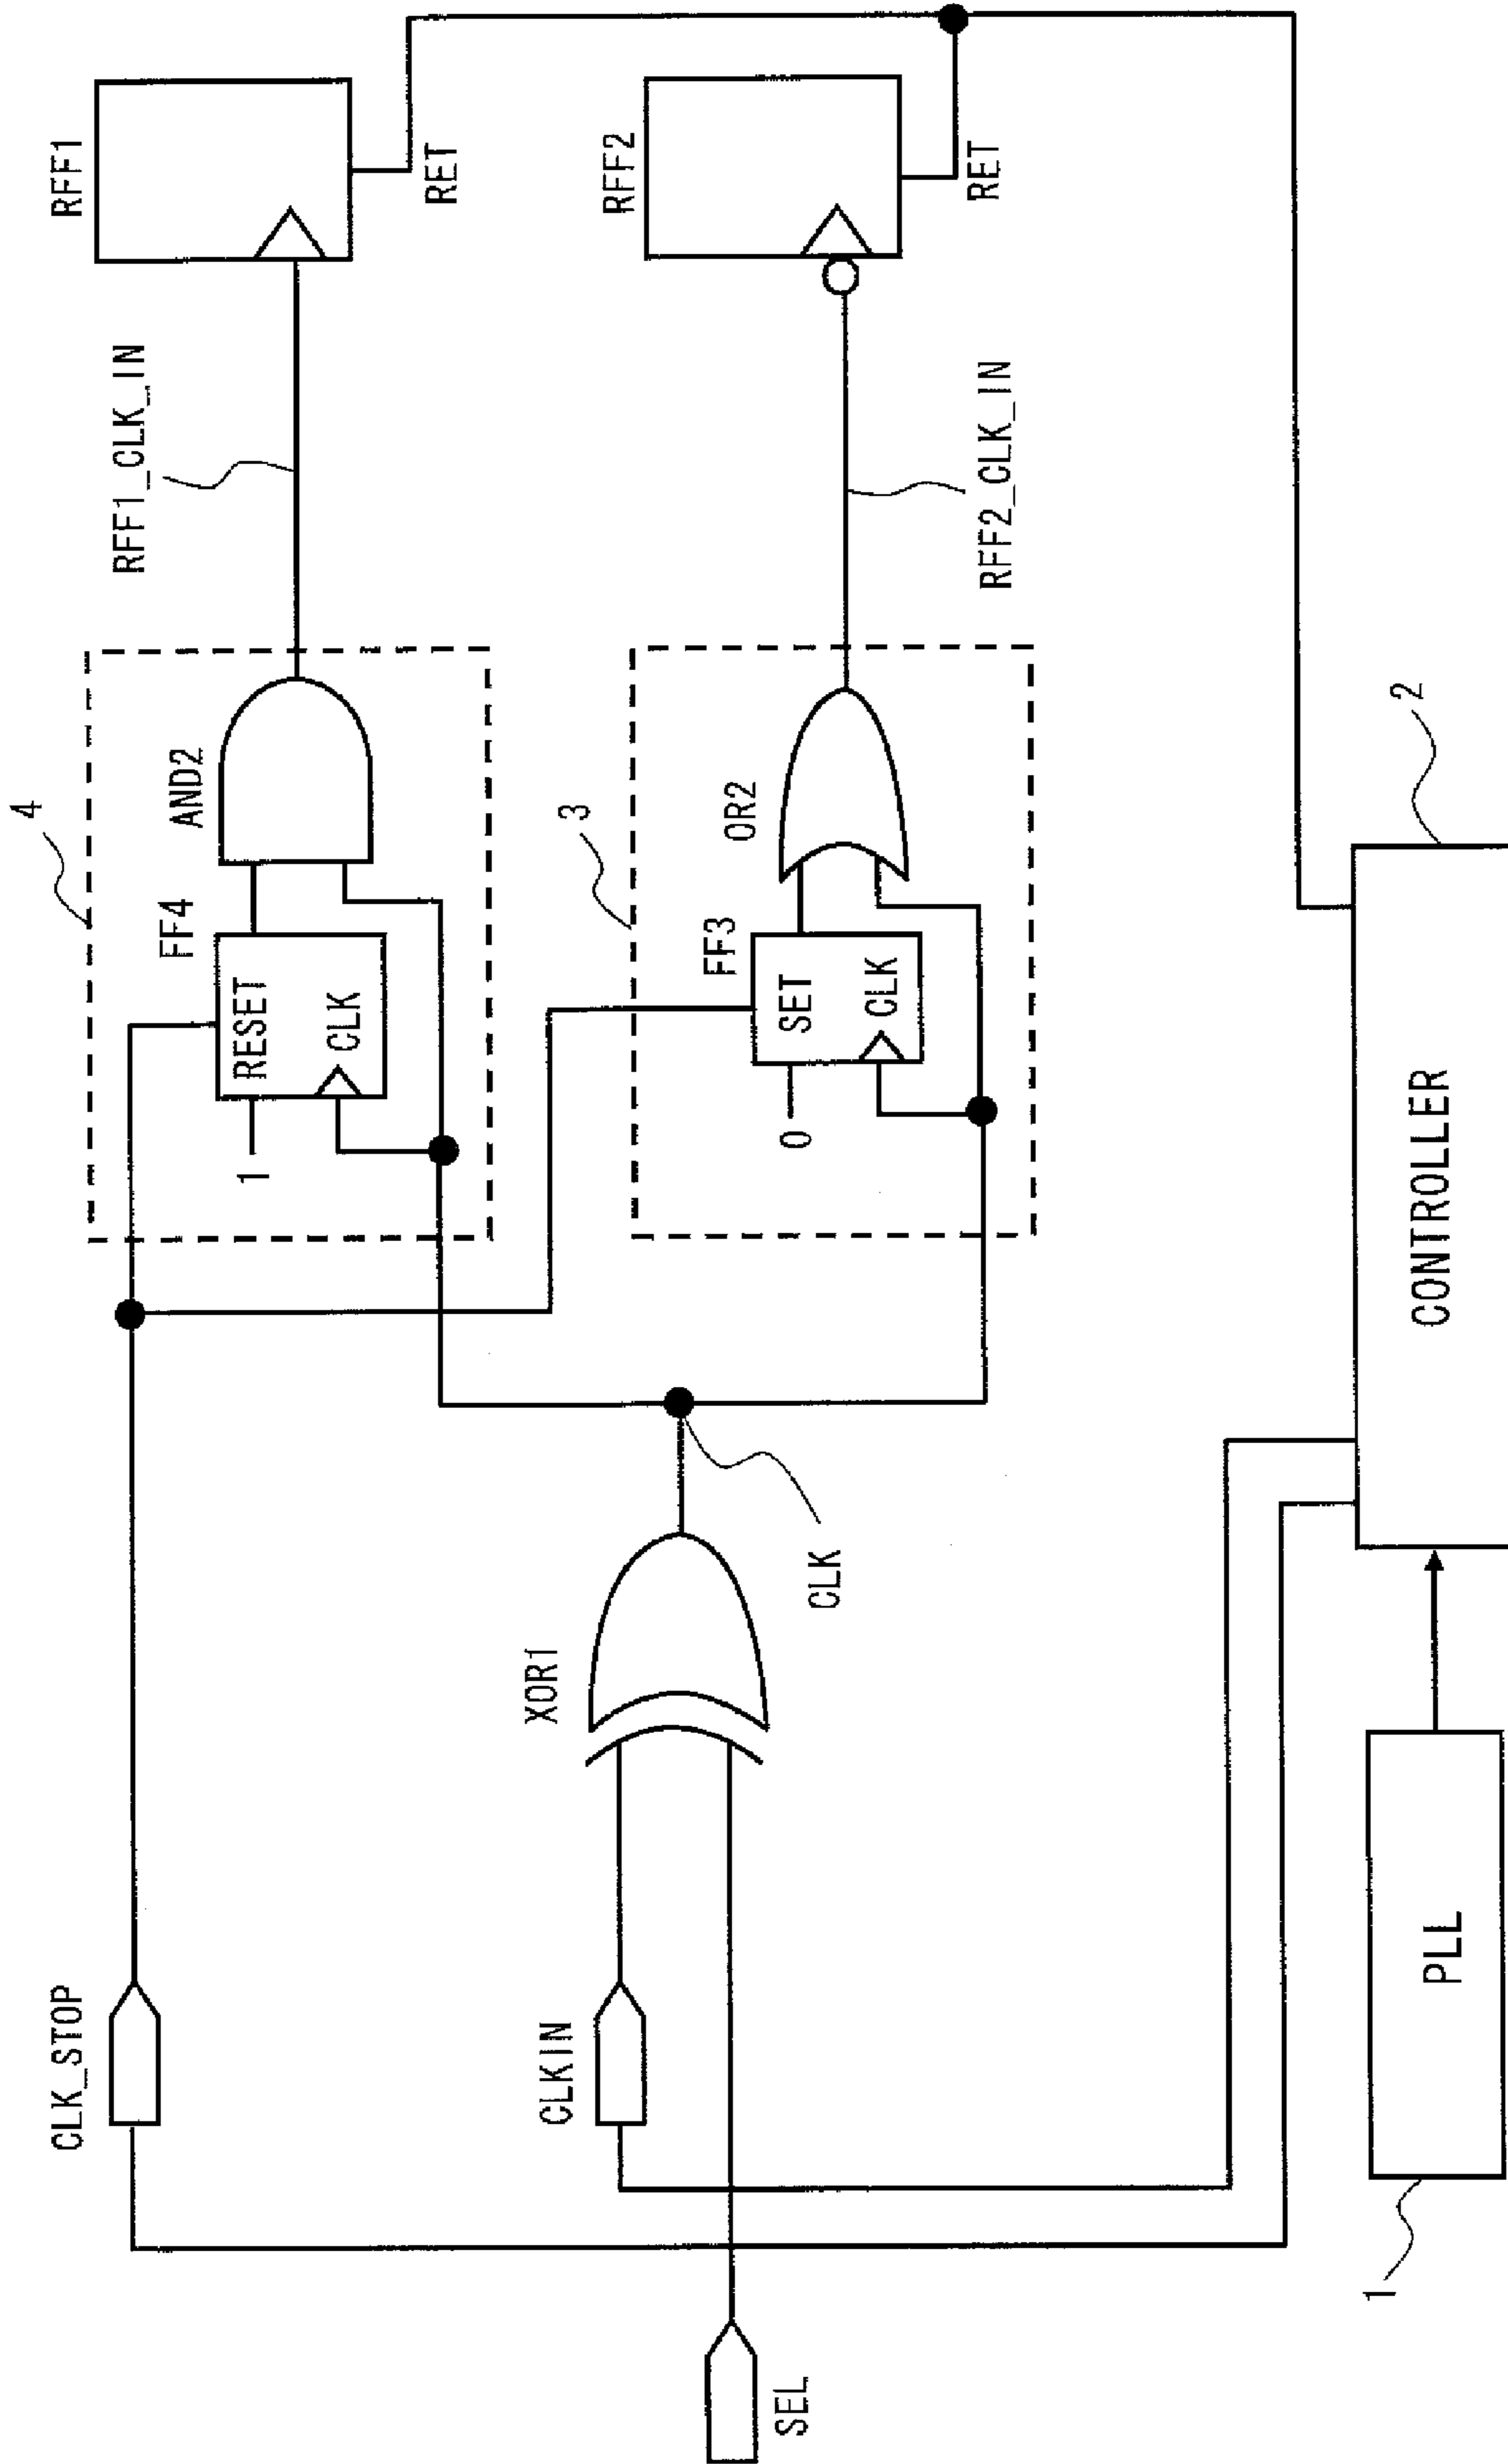 CLK_STOP
4
FF4
AND2
RESET
CLK
1
RFF1_CLK_IN
RFF1
RET
CLKIN
SEL
XOR1
CLK
3
FF3
OR2
SET
CLK
0
RFF2_CLK_IN
RFF2
RET
PLL
1
CONTROLLER
2